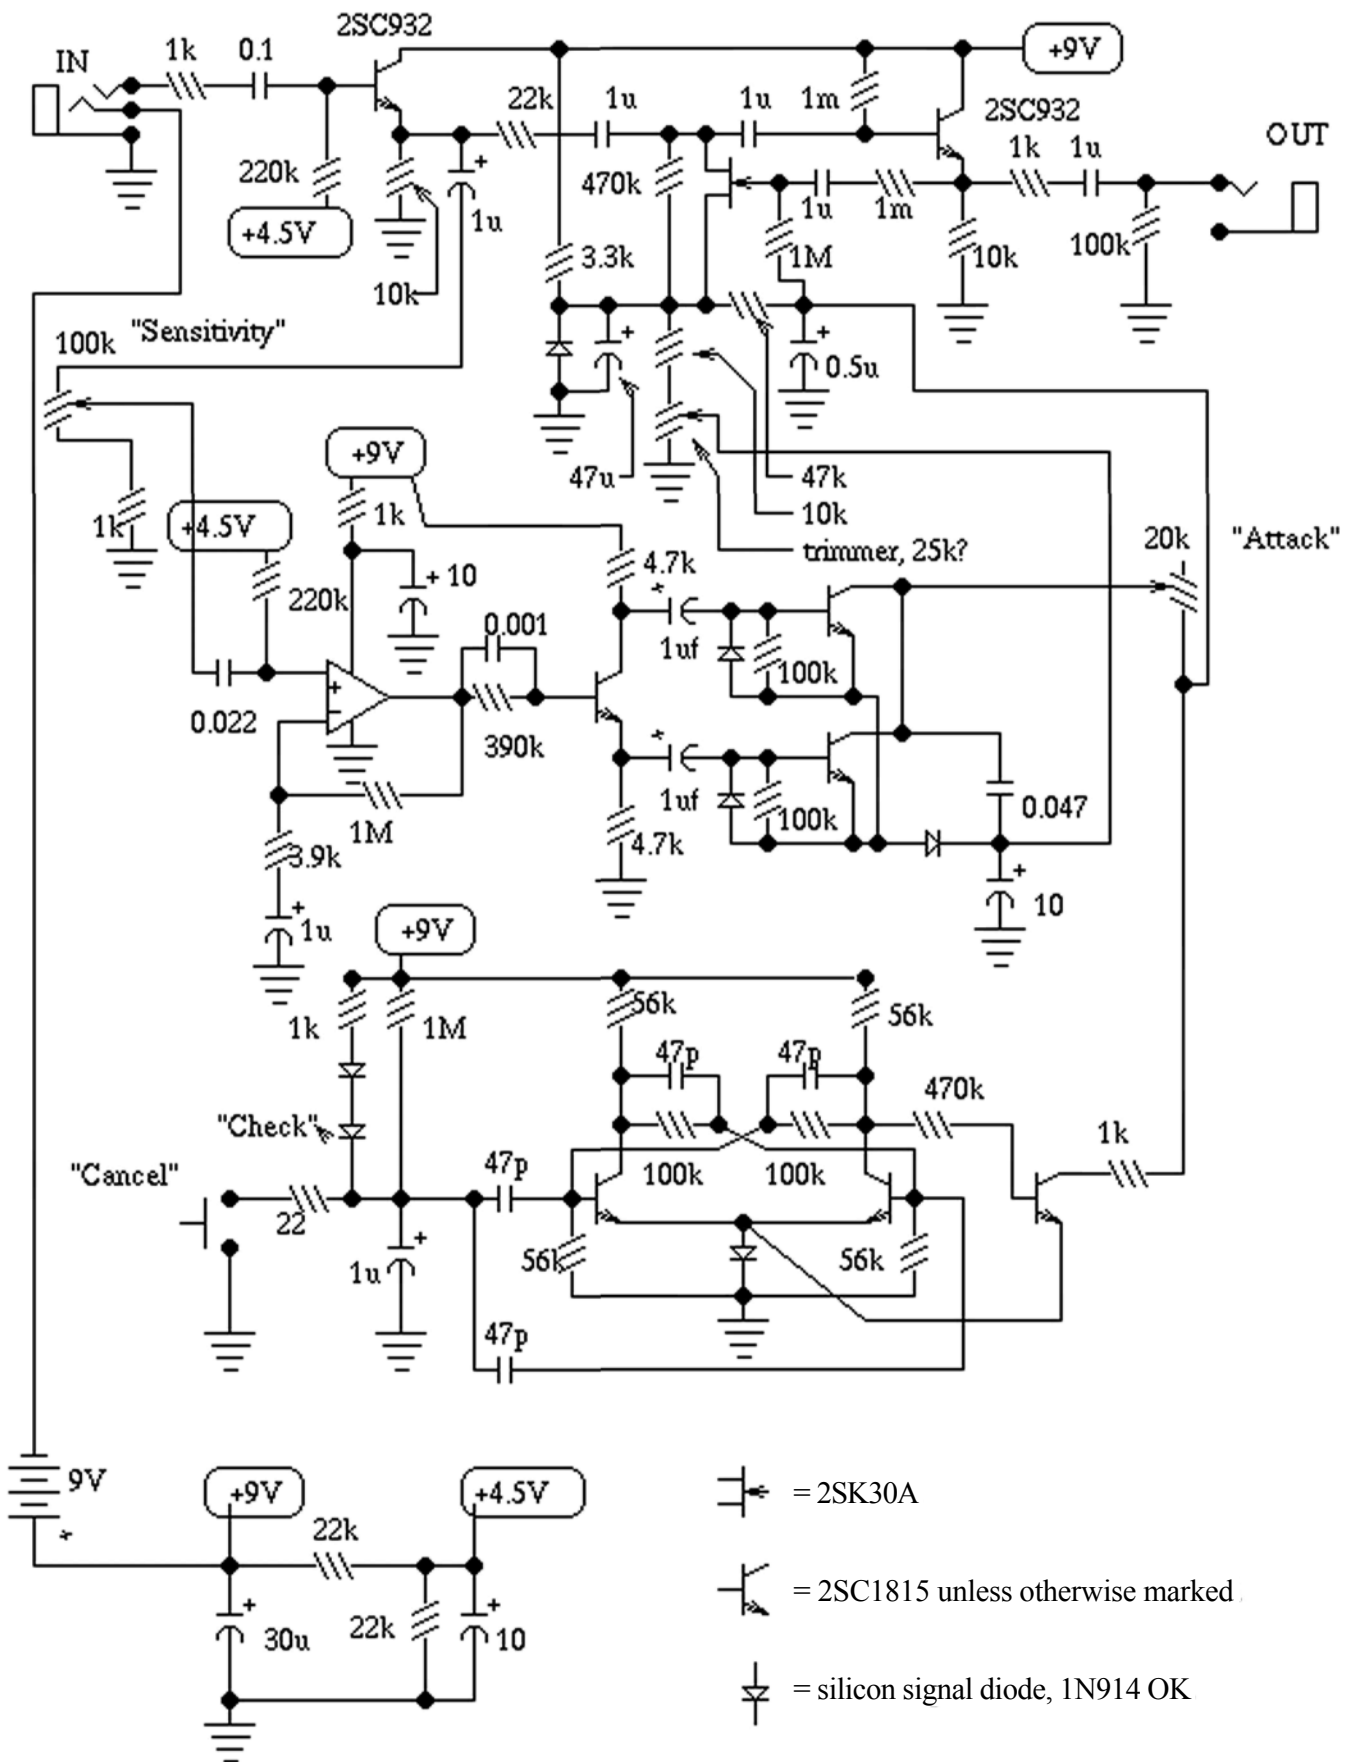 2SC932
IN
1k
0.1
+9V
22k
1u
1u
1m
2SC932
OUT
1k
1u
220k
+4.5V
1u
470k
1u
1m
3.3k
1M
10k
100k
10k
"Sensitivity"
100k
0.5u
+9V
47u
47k
10k
1k
+4.5V
1k
trimmer, 25k?
20k
"Attack"
4.7k
+ 10
220k
0.001
1uf
100k
0.022
390k
1uf
100k
0.047
1M
4.7k
3.9k
10
1u
+9V
1k
1M
56k
56k
47p
47p
470k
"Check"
1k
"Cancel"
47p
100k
100k
22
56k
56k
1u
47p
9V
+9V
+4.5V
= 2SK30A
22k
= 2SC1815 unless otherwise marked
30u
22k
10
= silicon signal diode, 1N914 OK